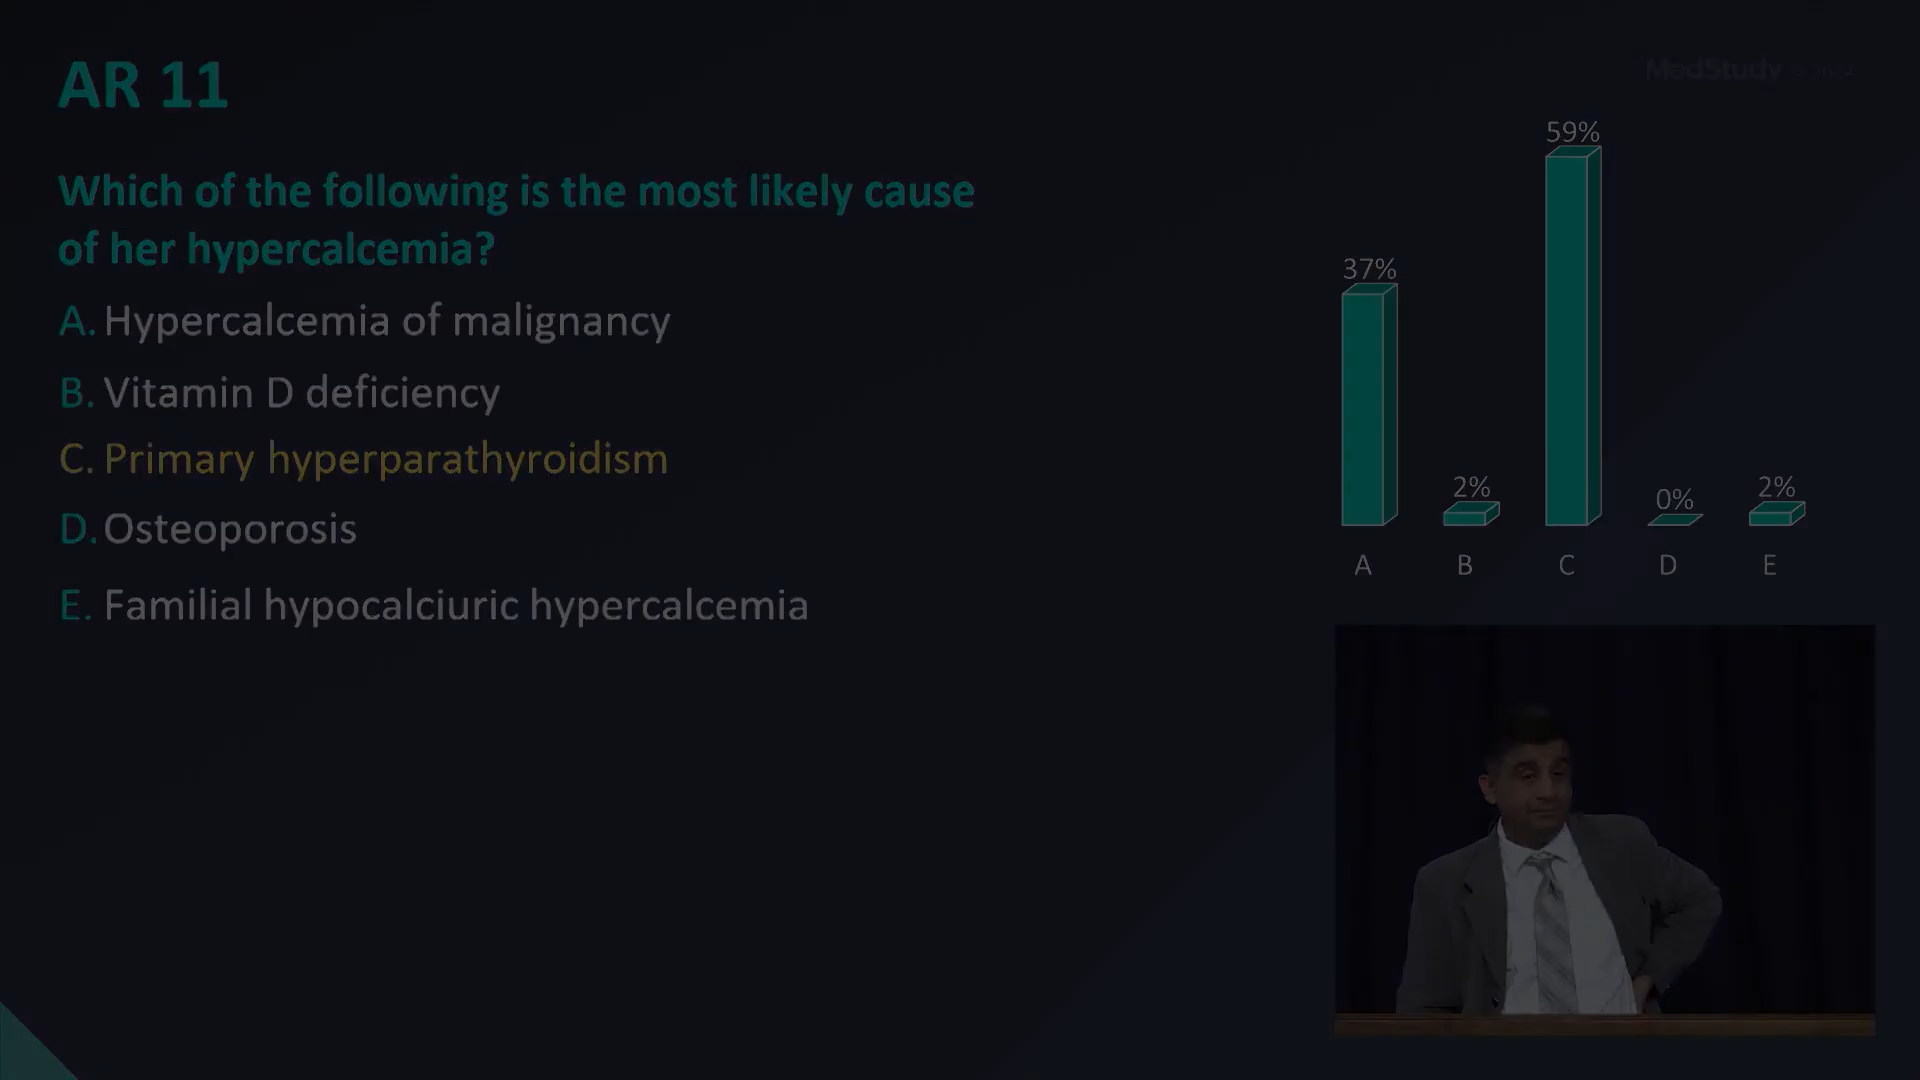 AR 11
MedStudy
Which of the following is the most likely cause
of her hypercalcemia?
A. Hypercalcemia of malignancy
B. Vitamin D deficiency
C. Primary hyperparathyroidism
D. Osteoporosis
E. Familial hypocalciuric hypercalcemia
59%
37%
2%
0%
2%
A B C D E